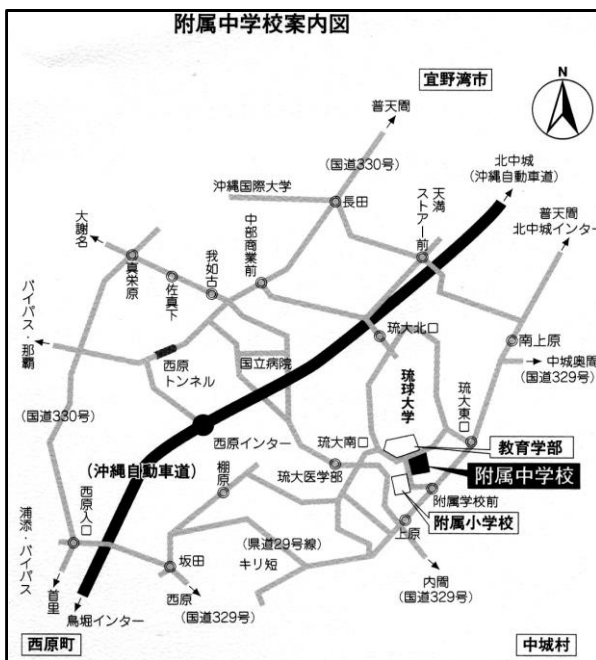 附属中学校案内図
N
宜野湾市
普天間
(国道330号)
沖縄国際大学
長田
天満
ストアー前
北中城
(沖縄自動車道)
普天間
北中城インター
大謝名
真栄原
佐真下
我如古
中部商業前
バイパス・那覇
西原
トンネル
国立病院
琉大北口
南上原
中城奥間
(国道329号)
琉球大学
琉大東口
(国道330号)
(沖縄自動車道)
西原インター
琉大南口
教育学部
附属中学校
琉大医学部
附属学校前
附属小学校
棚原
上原
西原入口
浦添・バイパス
首里
鳥堀インター
坂田
(県道29号線)
キリ短
西原
(国道329号)
内間
(国道329号)
西原町
中城村